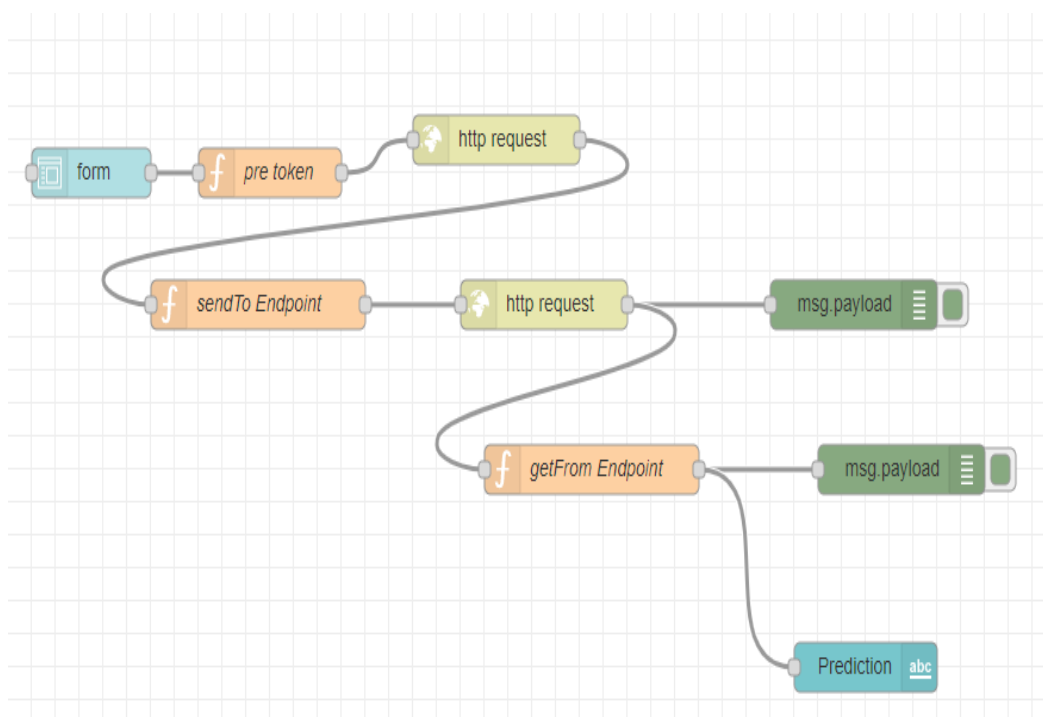 http request
form
pre token
sendTo Endpoint
http request
msg.payload
getFrom Endpoint
msg.payload
Prediction
abc